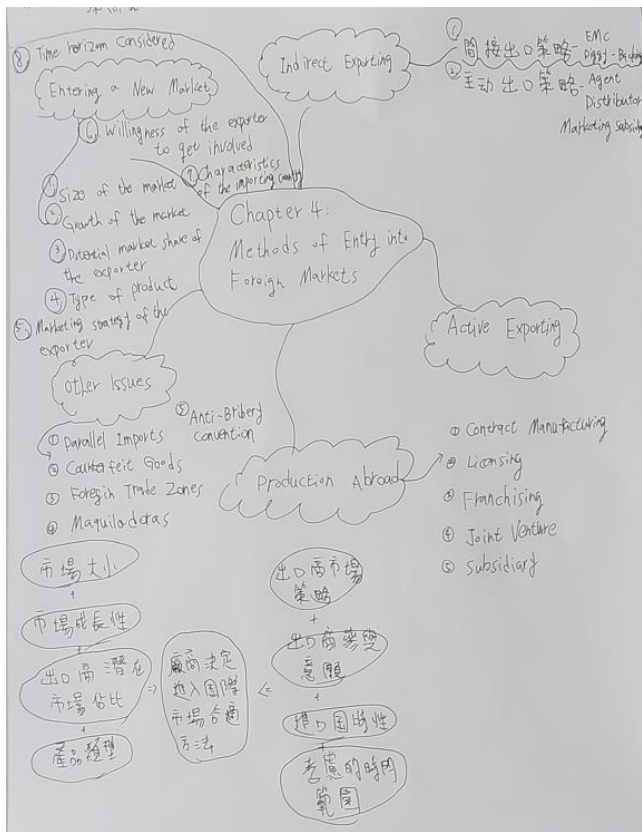 ⑧ Time horizon considered
Entering a New Market
⑥ Willingness of the exporter
to get involved
⑦ Characteristics
of the importing country
① Size of the market
② Growth of the market
③ Potential market share of
the exporter
④ Type of product
⑤ Marketing strategy of the
exporter
Indirect Exporting
① 間接出口策略 - EMC
② 主动出口策略 - Agent
Distributor
Marketing
Chapter 4:
Methods of Entry into
Foreign Markets
Active Exporting
Other Issues
① Parallel Imports
② Counterfeit Goods
③ Foregin Trade Zones
④ Maquiladoras
⑤ Anti-Bribery
Convention
Production Abroad
① Contract Manufacturing
② Licensing
③ Franchising
④ Joint Venture
⑤ Subsidiary
市場大小
+
市場成長性
+
出口商潛在
市場佔比
+
產品類型
⇒
廠商決定
進入国際
市場合適
方法
⇐
出口商市場
策略
+
出口商參與
意願
+
進口国特性
+
考慮的時間
範圍